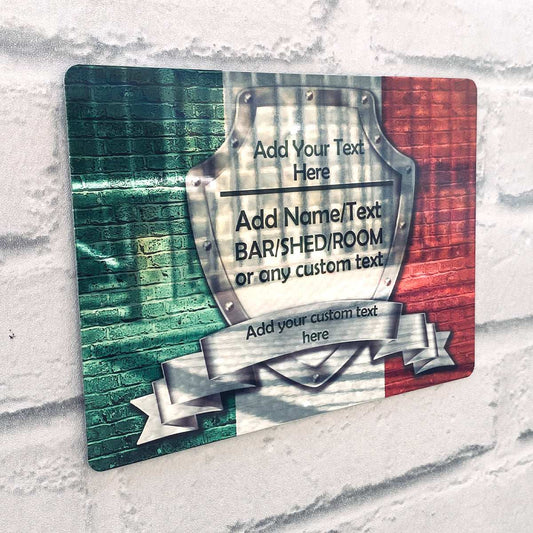 Add Your Text
Here
Add Name/Text
BAR/SHED/ROOM
or any custom text
Add your custom text
here